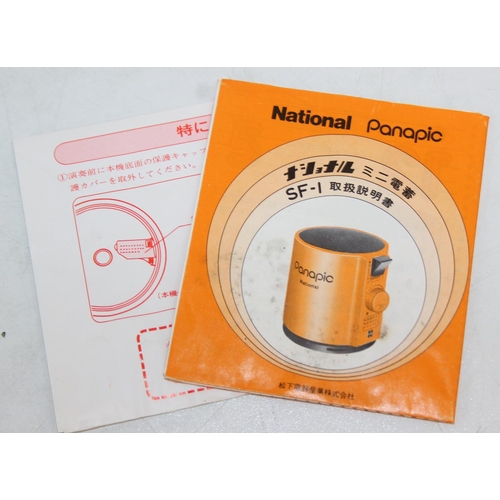 特に
①演奏前に本機底面の保護キャップ
護カバーを取外してください。
(本機
National Panapic
ナショナル ミニ電蓄
SF-1 取扱説明書
Panapic
National
松下電器産業株式会社